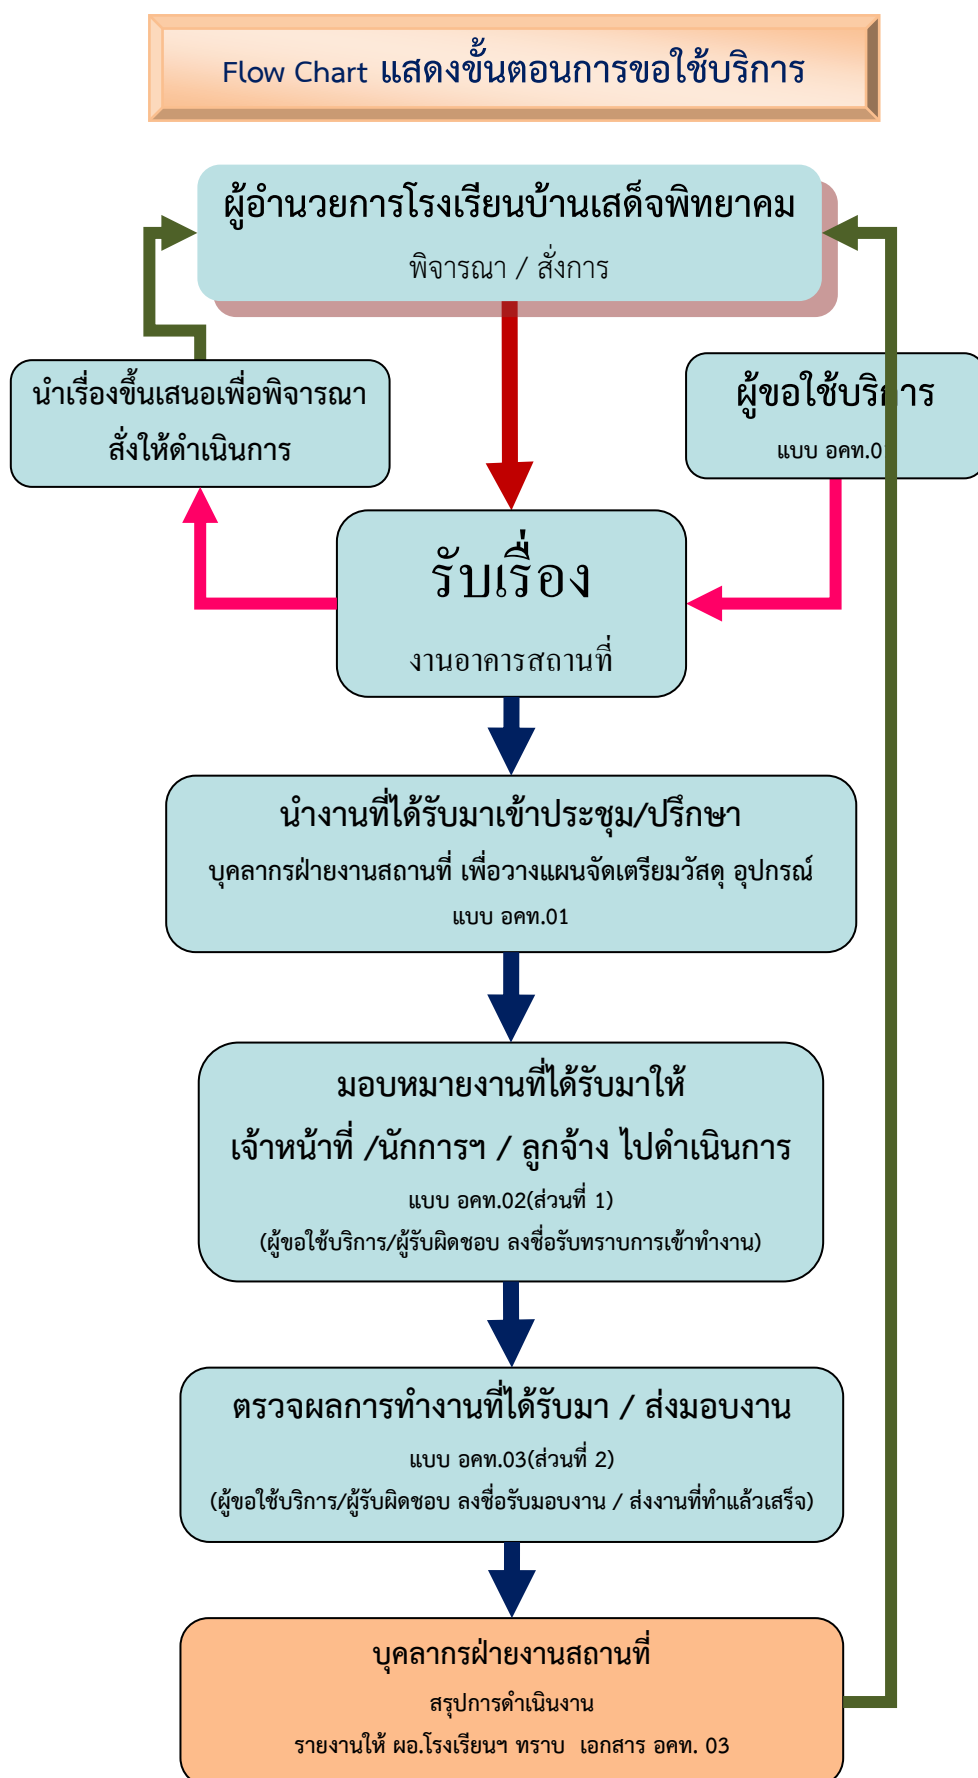 Flow Chart แสดงขั้นตอนการขอใช้บริการ
ผู้อำนวยการโรงเรียนบ้านเสด็จพิทยาคม
พิจารณา / สั่งการ
นำเรื่องขึ้นเสนอเพื่อพิจารณา
สั่งให้ดำเนินการ
ผู้ขอใช้บริการ
แบบ อคท.01
รับเรื่อง
งานอาคารสถานที่
นำงานที่ได้รับมาเข้าประชุม/ปรึกษา
บุคลากรฝ่ายงานสถานที่ เพื่อวางแผนจัดเตรียมวัสดุ อุปกรณ์
แบบ อคท.01
มอบหมายงานที่ได้รับมาให้
เจ้าหน้าที่ /นักการฯ / ลูกจ้าง ไปดำเนินการ
แบบ อคท.02(ส่วนที่ 1)
(ผู้ขอใช้บริการ/ผู้รับผิดชอบ ลงชื่อรับทราบการเข้าทำงาน)
ตรวจผลการทำงานที่ได้รับมา / ส่งมอบงาน
แบบ อคท.03(ส่วนที่ 2)
(ผู้ขอใช้บริการ/ผู้รับผิดชอบ ลงชื่อรับมอบงาน / ส่งงานที่ทำแล้วเสร็จ)
บุคลากรฝ่ายงานสถานที่
สรุปการดำเนินงาน
รายงานให้ ผอ.โรงเรียนฯ ทราบ  เอกสาร อคท. 03